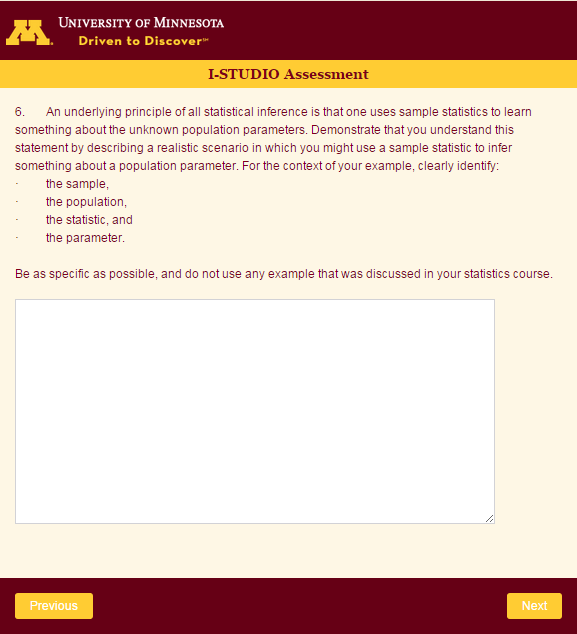 UNIVERSITY OF MINNESOTA
Driven to Discover℠
I-STUDIO Assessment
6. An underlying principle of all statistical inference is that one uses sample statistics to learn
something about the unknown population parameters. Demonstrate that you understand this
statement by describing a realistic scenario in which you might use a sample statistic to infer
something about a population parameter. For the context of your example, clearly identify:
· the sample,
· the population,
· the statistic, and
· the parameter.
Be as specific as possible, and do not use any example that was discussed in your statistics course.
Previous
Next